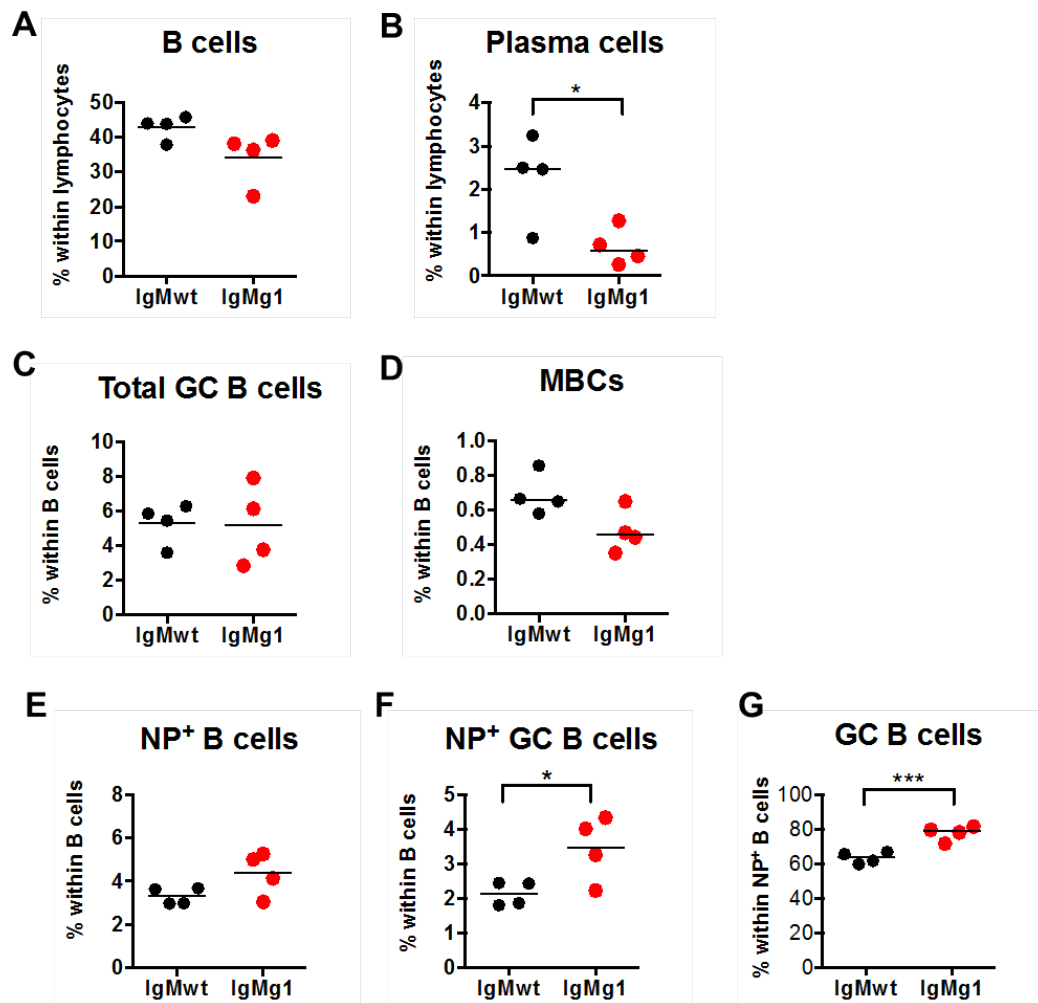 A
B cells
% within lymphocytes
50
40
30
20
10
0
IgMwt IgMg1
B
Plasma cells
% within lymphocytes
*
4
3
2
1
0
IgMwt IgMg1
C
Total GC B cells
% within B cells
10
8
6
4
2
0
IgMwt IgMg1
D
MBCs
% within B cells
1.0
0.8
0.6
0.4
0.2
0.0
IgMwt IgMg1
E
NP⁺ B cells
% within B cells
8
6
4
2
0
IgMwt IgMg1
F
NP⁺ GC B cells
% within B cells
*
5
4
3
2
1
0
IgMwt IgMg1
G
GC B cells
% within NP⁺ B cells
***
100
80
60
40
20
0
IgMwt IgMg1